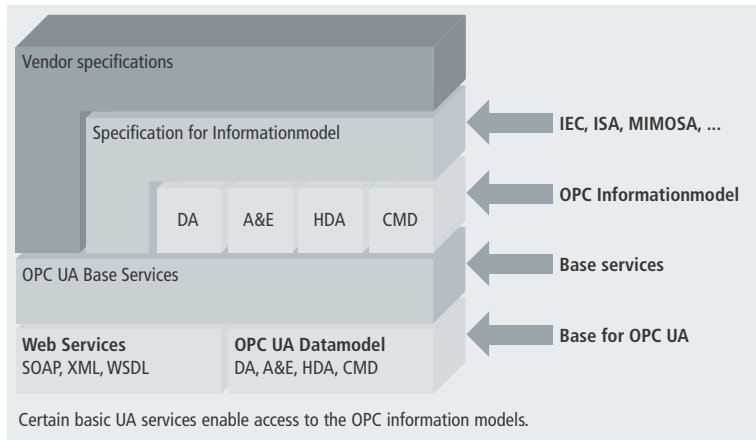 Vendor specifications
Specification for Informationmodel
IEC, ISA, MIMOSA, ...
DA
A&E
HDA
CMD
OPC Informationmodel
OPC UA Base Services
Base services
Web Services
SOAP, XML, WSDL
OPC UA Datamodel
DA, A&E, HDA, CMD
Base for OPC UA
Certain basic UA services enable access to the OPC information models.